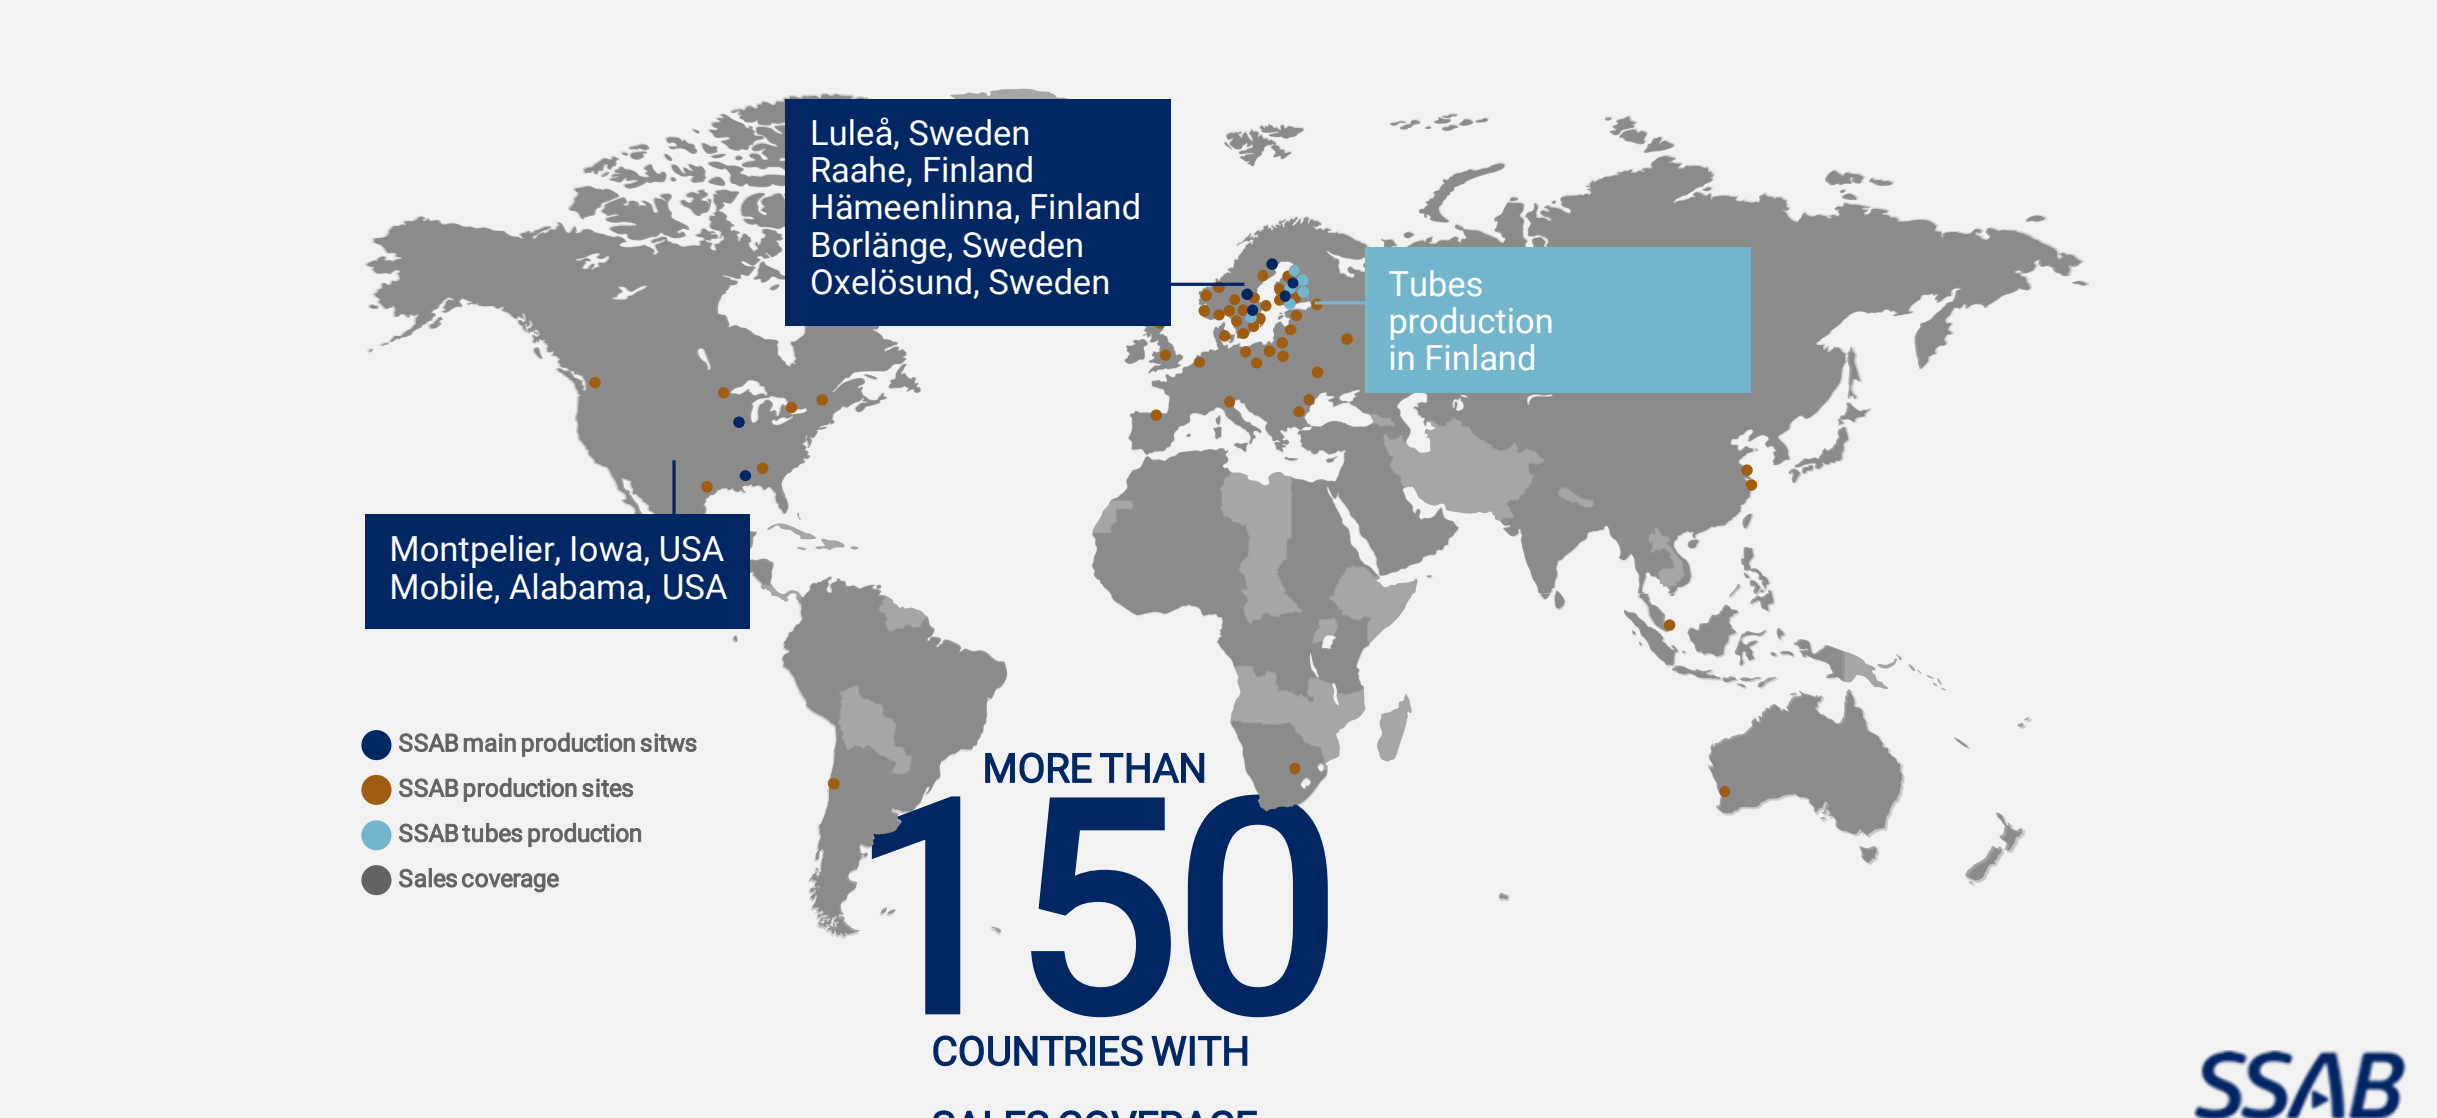 Luleå, Sweden
Raahe, Finland
Hämeenlinna, Finland
Borlänge, Sweden
Oxelösund, Sweden
Tubes
production
in Finland
Montpelier, Iowa, USA
Mobile, Alabama, USA
SSAB main production sitws
SSAB production sites
SSAB tubes production
Sales coverage
MORE THAN
150
COUNTRIES WITH
SALES COVERAGE
SSAB